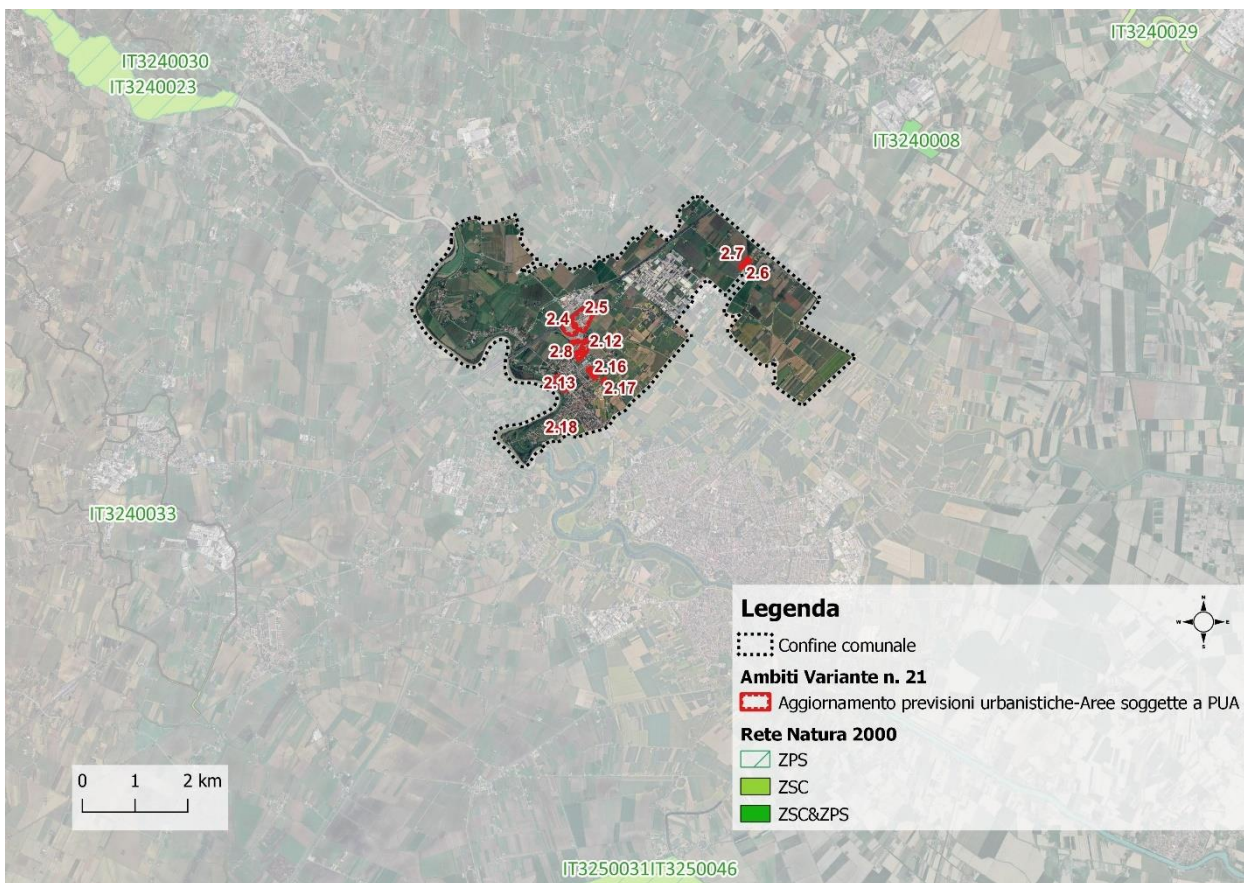 IT3240029
IT3240030
IT3240023
IT3240008
2.7
2.6
2.5
2.4
2.12
2.8
2.16
2.13
2.17
2.18
IT3240033
Legenda
N
W E
S
Confine comunale
Ambiti Variante n. 21
Aggiornamento previsioni urbanistiche-Aree soggette a PUA
Rete Natura 2000
ZPS
ZSC
ZSC&ZPS
0 1 2 km
IT3250031IT3250046